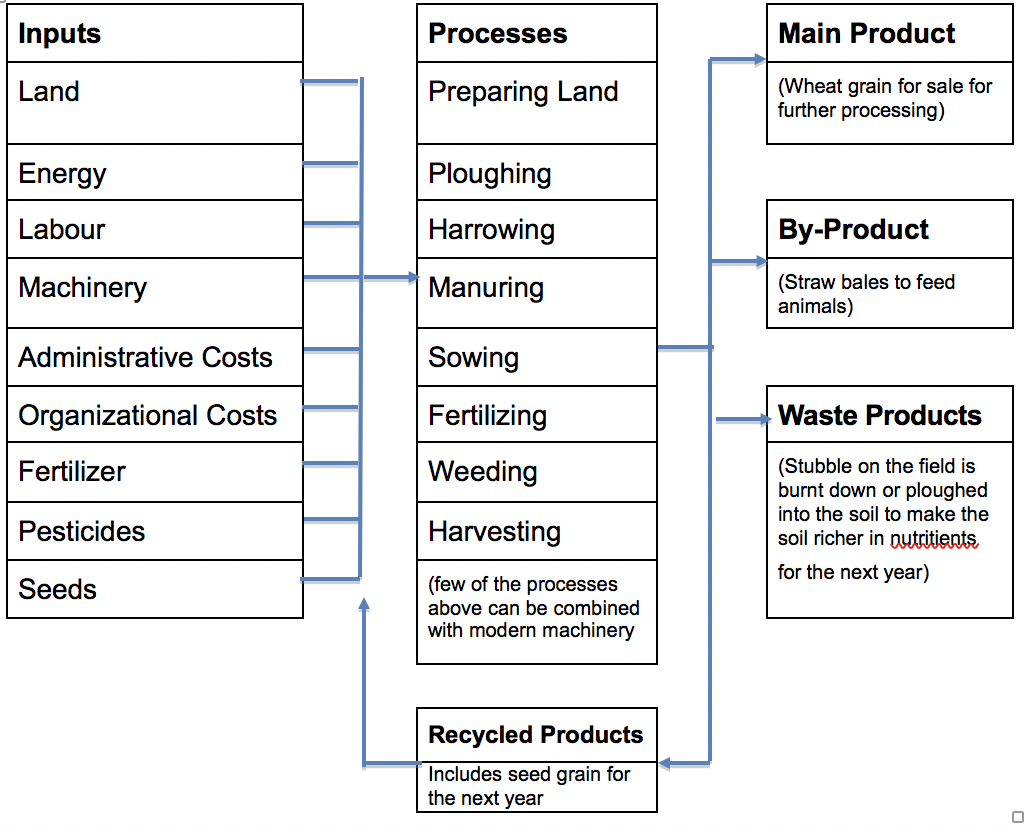 Inputs
Land
Energy
Labour
Machinery
Administrative Costs
Organizational Costs
Fertilizer
Pesticides
Seeds
Processes
Preparing Land
Ploughing
Harrowing
Manuring
Sowing
Fertilizing
Weeding
Harvesting
(few of the processes
above can be combined
with modern machinery
Recycled Products
Includes seed grain for
the next year
Main Product
(Wheat grain for sale for
further processing)
By-Product
(Straw bales to feed
animals)
Waste Products
(Stubble on the field is
burnt down or ploughed
into the soil to make the
soil richer in nutritients
for the next year)